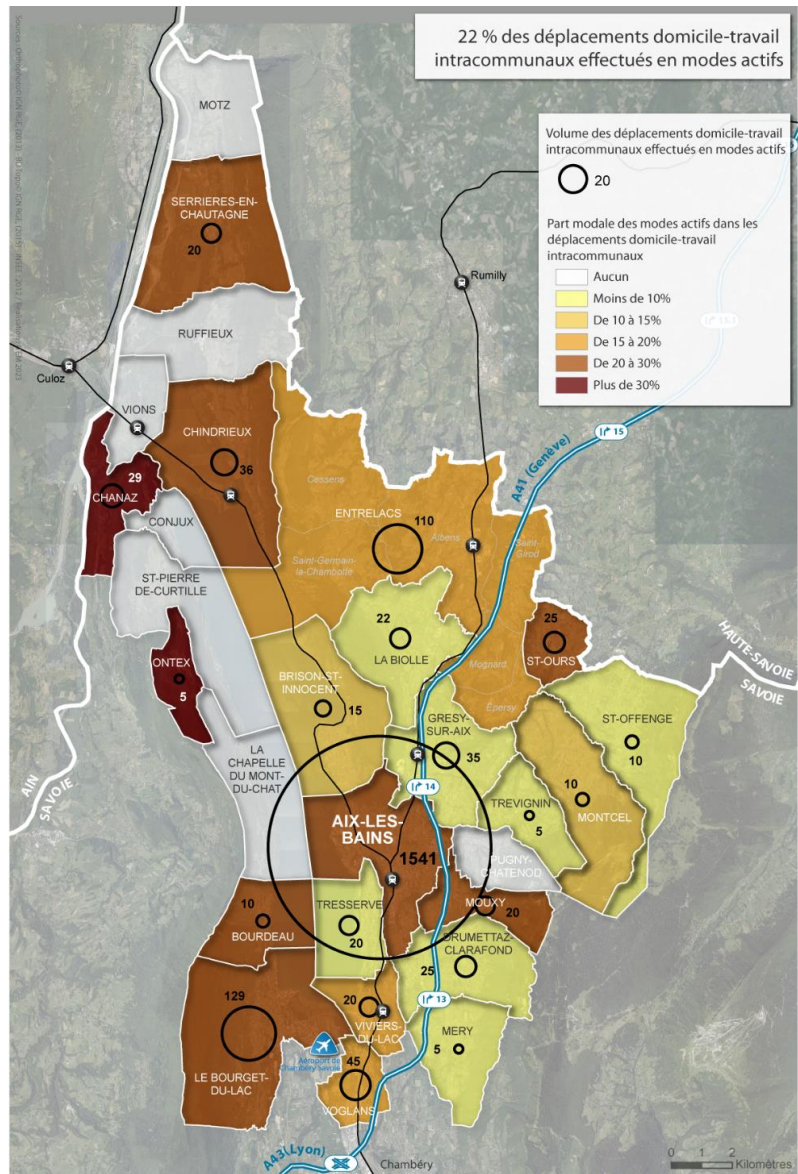 22 % des déplacements domicile-travail
intracommunaux effectués en modes actifs
Volume des déplacements domicile-travail
intracommunaux effectués en modes actifs
20
Part modale des modes actifs dans les
déplacements domicile-travail
intracommunaux
Aucun
Moins de 10%
De 10 à 15%
De 15 à 20%
De 20 à 30%
Plus de 30%
MOTZ
SERRIERES-EN-
CHAUTAGNE
20
Rumilly
RUFFIEUX
Culoz
VIONS
CHINDRIEUX
36
15
A41 (Genève)
29
CHANAZ
CONJUX
Cessens
ENTRELACS
110
Albens
Saint-
Girod
Saint-Germain-
la-Chambotte
ST-PIERRE
DE-CURTILLE
22
LA BIOLLE
25
ST-OURS
HAUTE-SAVOIE
SAVOIE
ONTEX
5
Mognard
BRISON-ST-
INNOCENT
15
Épersy
GRESY-
SUR-AIX
35
ST-OFFENGE
10
LA
CHAPELLE
DU MONT-
DU-CHAT
AIN
SAVOIE
14
TREVIGNIN
5
10
MONTCEL
AIX-LES-
BAINS
1541
PUGNY-
CHATENOD
10
BOURDEAU
TRESSERVE
20
MOUXY
20
DRUMETTAZ-
CLARAFOND
25
129
LE BOURGET-
DU-LAC
20
VIVIERS-
DU-LAC
13
MERY
5
Aéroport de
Chambéry Savoie
45
VOGLANS
A43(Lyon)
Chambéry
0 1 2
Kilomètres